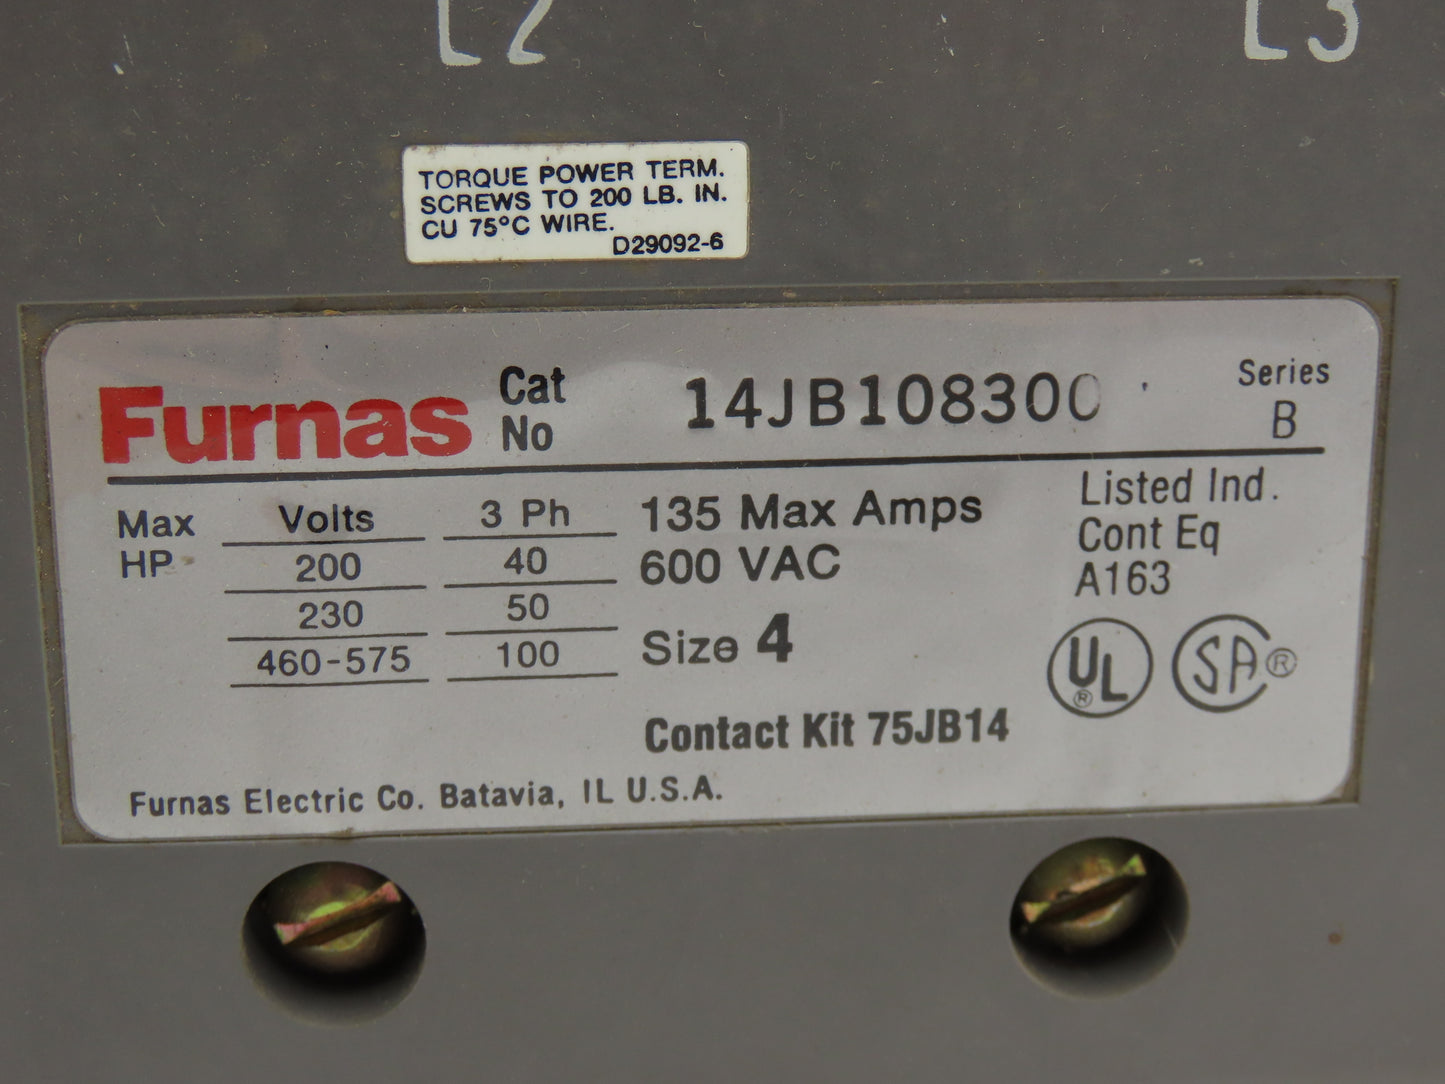 L2 L3
TORQUE POWER TERM.
SCREWS TO 200 LB. IN.
CU 75°C WIRE.
D29092-6
Furnas Cat No 14JB108300 Series B
Max HP
Volts 3 Ph
200 40
230 50
460-575 100
135 Max Amps
600 VAC
Size 4
Contact Kit 75JB14
Listed Ind.
Cont Eq
A163
UL® SA®
Furnas Electric Co. Batavia, IL U.S.A.